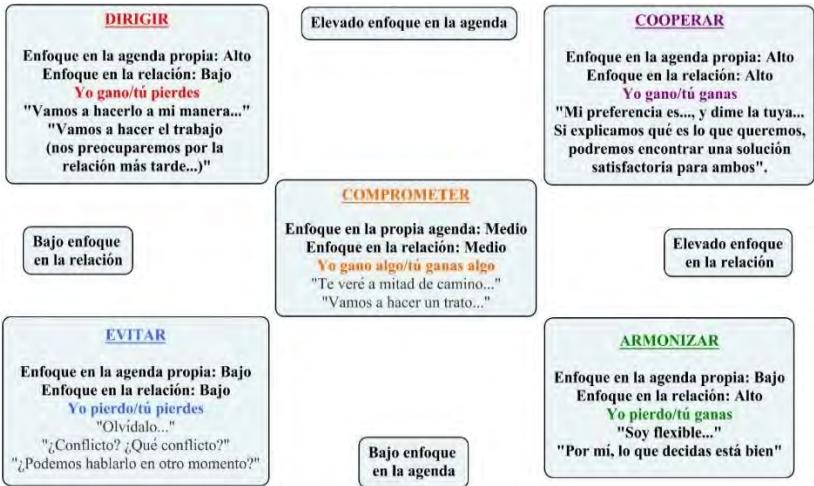 DIRIGIR
Enfoque en la agenda propia: Alto
Enfoque en la relación: Bajo
Yo gano/tú pierdes
"Vamos a hacerlo a mi manera..."
"Vamos a hacer el trabajo
(nos preocuparemos por la
relación más tarde...)"
Elevado enfoque en la agenda
COOPERAR
Enfoque en la agenda propia: Alto
Enfoque en la relación: Alto
Yo gano/tú ganas
"Mi preferencia es..., y dime la tuya...
Si explicamos qué es lo que queremos,
podremos encontrar una solución
satisfactoria para ambos".
Bajo enfoque
en la relación
COMPROMETER
Enfoque en la propia agenda: Medio
Enfoque en la relación: Medio
Yo gano algo/tú ganas algo
"Te veré a mitad de camino..."
"Vamos a hacer un trato..."
Elevado enfoque
en la relación
EVITAR
Enfoque en la agenda propia: Bajo
Enfoque en la relación: Bajo
Yo pierdo/tú pierdes
"Olvídalo..."
"¿Conflicto? ¿Qué conflicto?"
"¿Podemos hablarlo en otro momento?"
Bajo enfoque
en la agenda
ARMONIZAR
Enfoque en la agenda propia: Bajo
Enfoque en la relación: Alto
Yo pierdo/tú ganas
"Soy flexible..."
"Por mí, lo que decidas está bien"